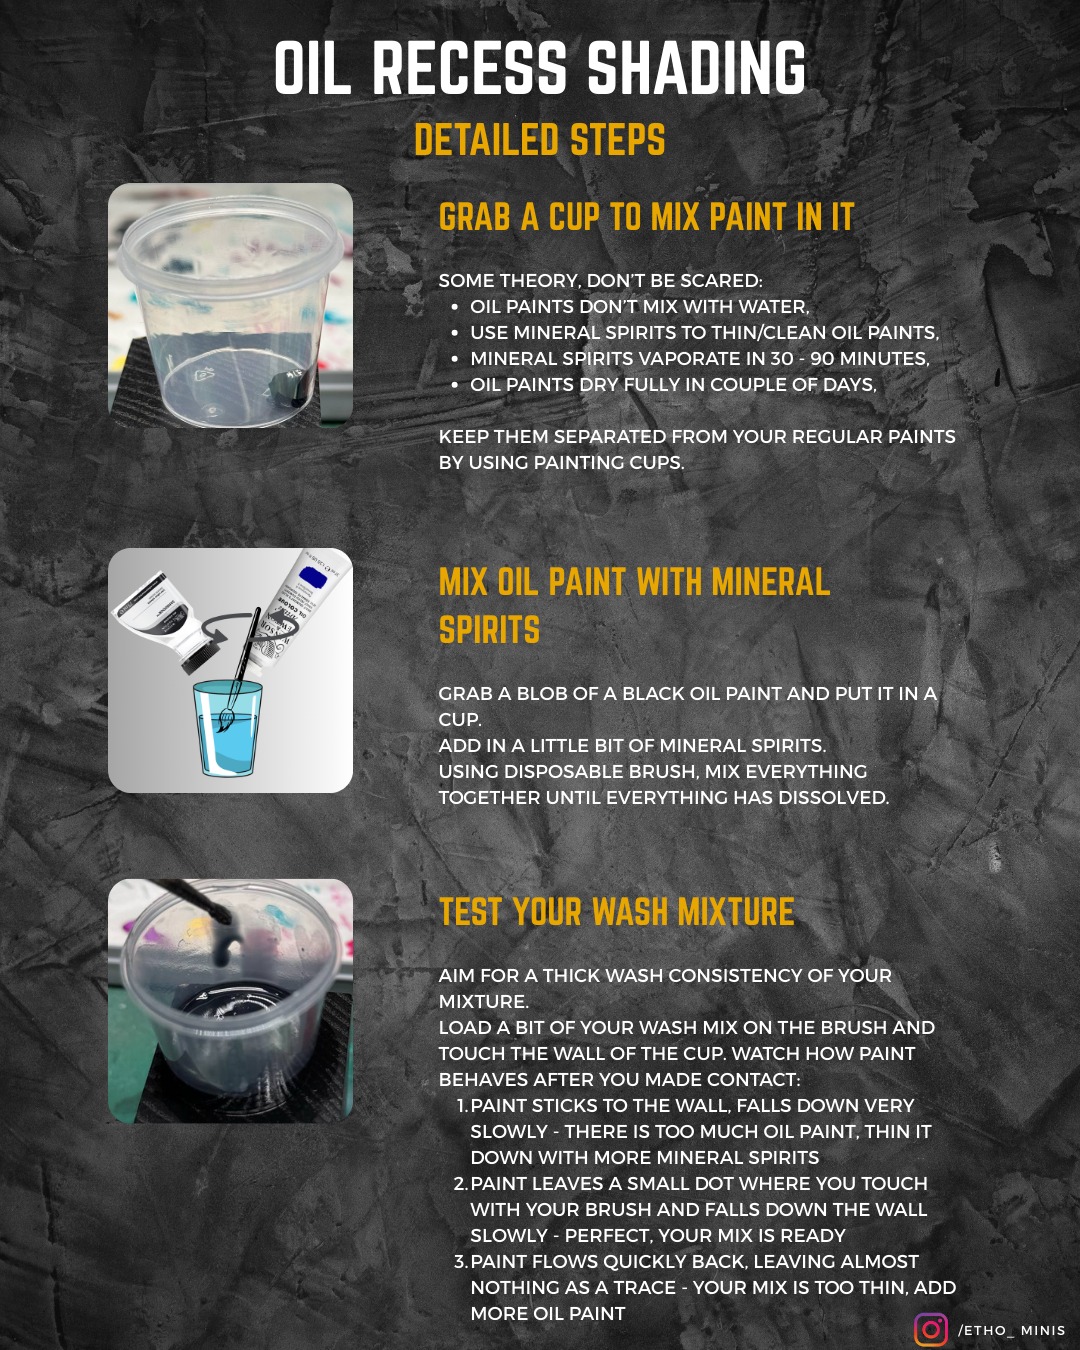 OIL RECESS SHADING
DETAILED STEPS
GRAB A CUP TO MIX PAINT IN IT
SOME THEORY, DON'T BE SCARED:
• OIL PAINTS DON'T MIX WITH WATER,
• USE MINERAL SPIRITS TO THIN/CLEAN OIL PAINTS,
• MINERAL SPIRITS VAPORATE IN 30 - 90 MINUTES,
• OIL PAINTS DRY FULLY IN COUPLE OF DAYS,
KEEP THEM SEPARATED FROM YOUR REGULAR PAINTS
BY USING PAINTING CUPS.
MIX OIL PAINT WITH MINERAL
SPIRITS
GRAB A BLOB OF A BLACK OIL PAINT AND PUT IT IN A
CUP.
ADD IN A LITTLE BIT OF MINERAL SPIRITS.
USING DISPOSABLE BRUSH, MIX EVERYTHING
TOGETHER UNTIL EVERYTHING HAS DISSOLVED.
TEST YOUR WASH MIXTURE
AIM FOR A THICK WASH CONSISTENCY OF YOUR
MIXTURE.
LOAD A BIT OF YOUR WASH MIX ON THE BRUSH AND
TOUCH THE WALL OF THE CUP. WATCH HOW PAINT
BEHAVES AFTER YOU MADE CONTACT:
1. PAINT STICKS TO THE WALL, FALLS DOWN VERY
SLOWLY - THERE IS TOO MUCH OIL PAINT, THIN IT
DOWN WITH MORE MINERAL SPIRITS
2. PAINT LEAVES A SMALL DOT WHERE YOU TOUCH
WITH YOUR BRUSH AND FALLS DOWN THE WALL
SLOWLY - PERFECT, YOUR MIX IS READY
3. PAINT FLOWS QUICKLY BACK, LEAVING ALMOST
NOTHING AS A TRACE - YOUR MIX IS TOO THIN, ADD
MORE OIL PAINT
/ETHO_ MINIS